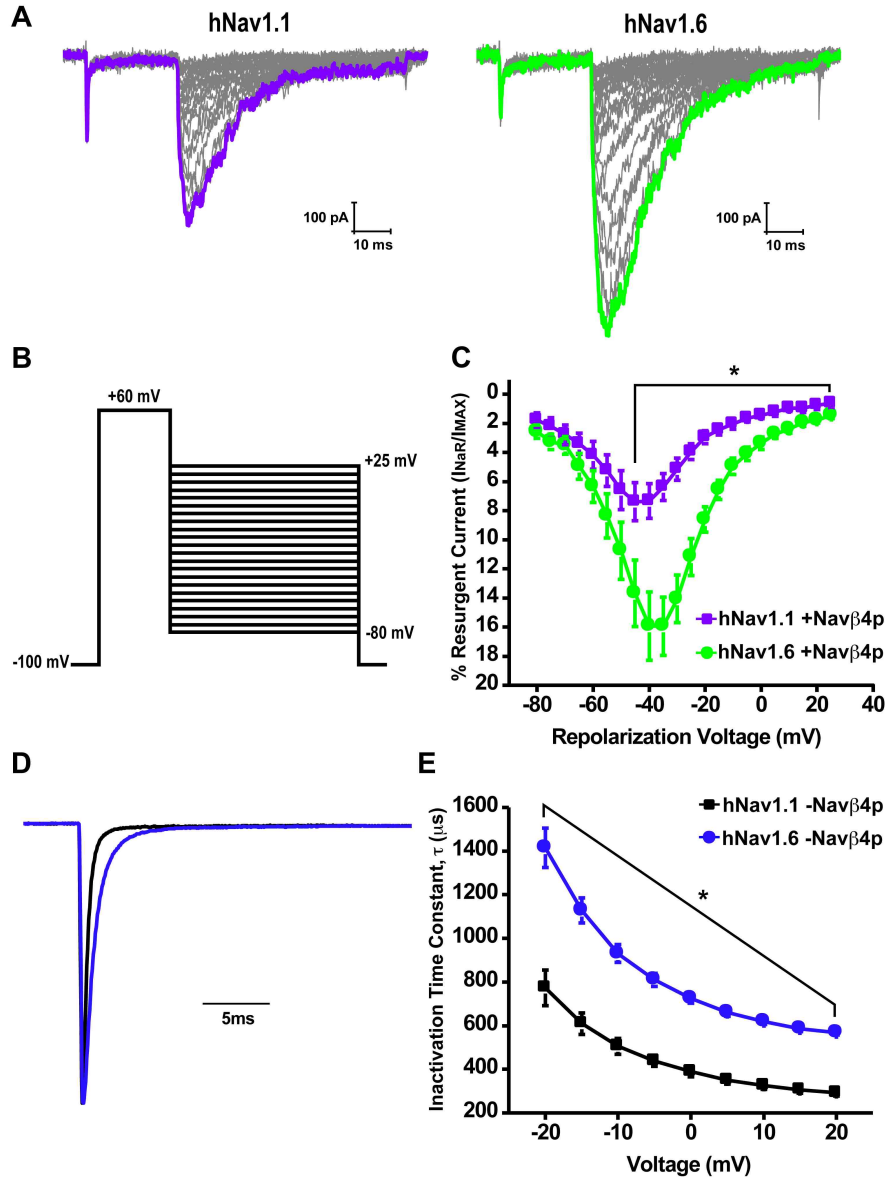 A
hNav1.1
hNav1.6
100 pA
10 ms
100 pA
10 ms
B
+60 mV
+25 mV
-80 mV
-100 mV
C
*
% Resurgent Current (INaR/IMAX)
0
2
4
6
8
10
12
14
16
18
20
hNav1.1 +Navβ4p
hNav1.6 +Navβ4p
-80 -60 -40 -20 0 20 40
Repolarization Voltage (mV)
D
5ms
E
Inactivation Time Constant, τ (μs)
1600
1400
1200
1000
800
600
400
200
hNav1.1 -Navβ4p
hNav1.6 -Navβ4p
*
-20 -10 0 10 20
Voltage (mV)